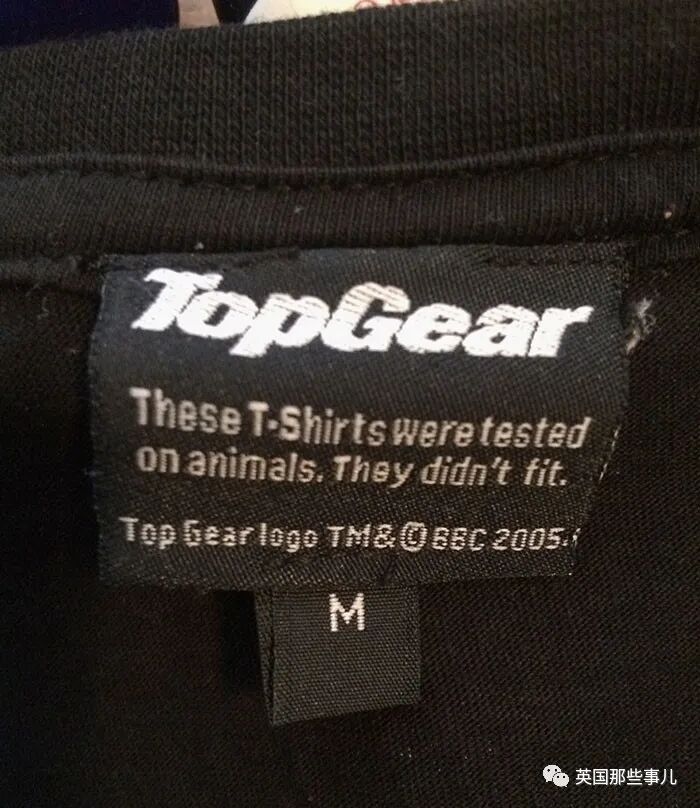 TopGear
These T-Shirts were tested
on animals. They didn't fit.
Top Gear logo TM & © BBC 2005.
M
英国那些事儿